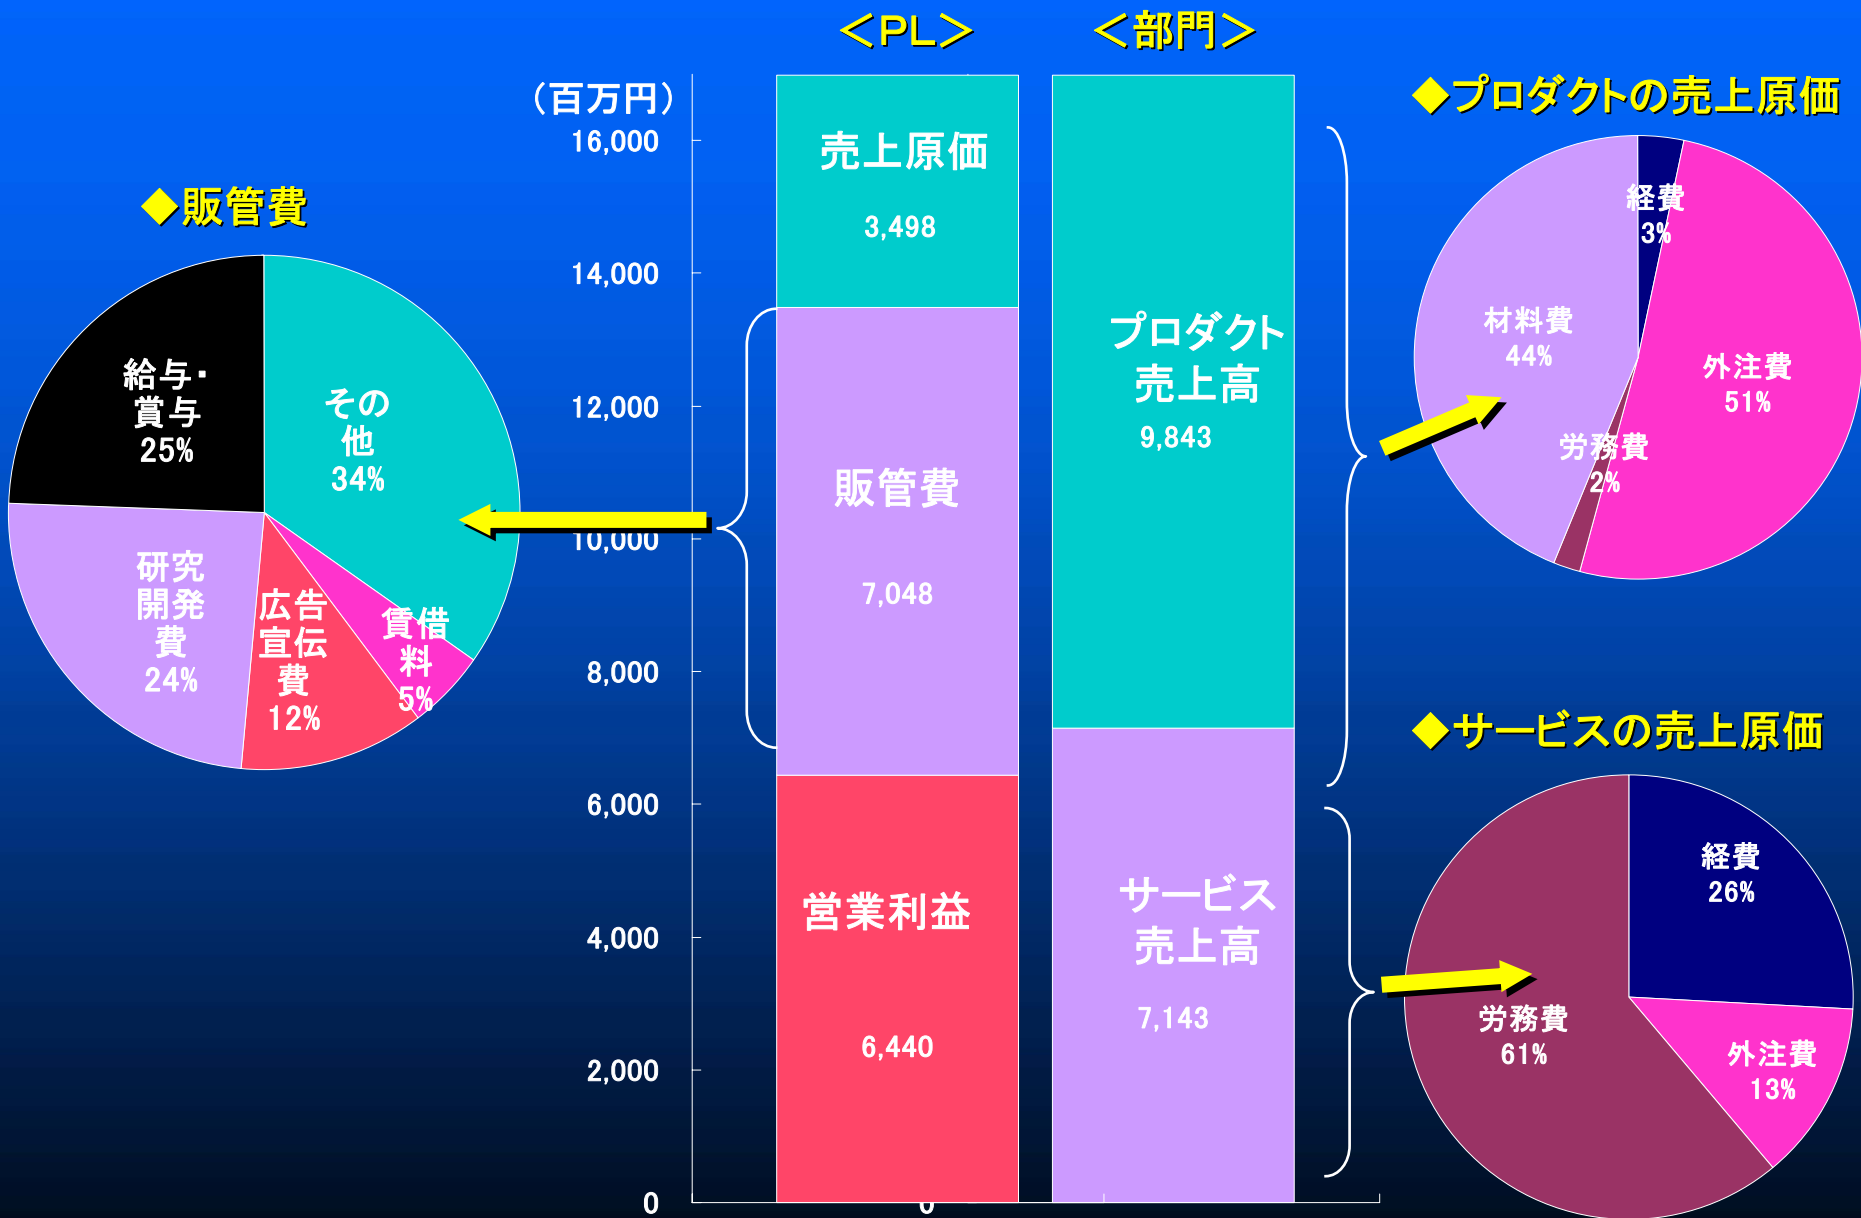 ＜PL＞
＜部門＞
（百万円）
16,000
14,000
12,000
10,000
8,000
6,000
4,000
2,000
0
0
売上原価
3,498
販管費
7,048
営業利益
6,440
プロダクト
売上高
9,843
サービス
売上高
7,143
◆販管費
給与・
賞与
25%
その
他
34%
研究
開発
費
24%
広告
宣伝
費
12%
賃借
料
5%
◆プロダクトの売上原価
経費
3%
材料費
44%
外注費
51%
労務費
2%
◆サービスの売上原価
経費
26%
労務費
61%
外注費
13%